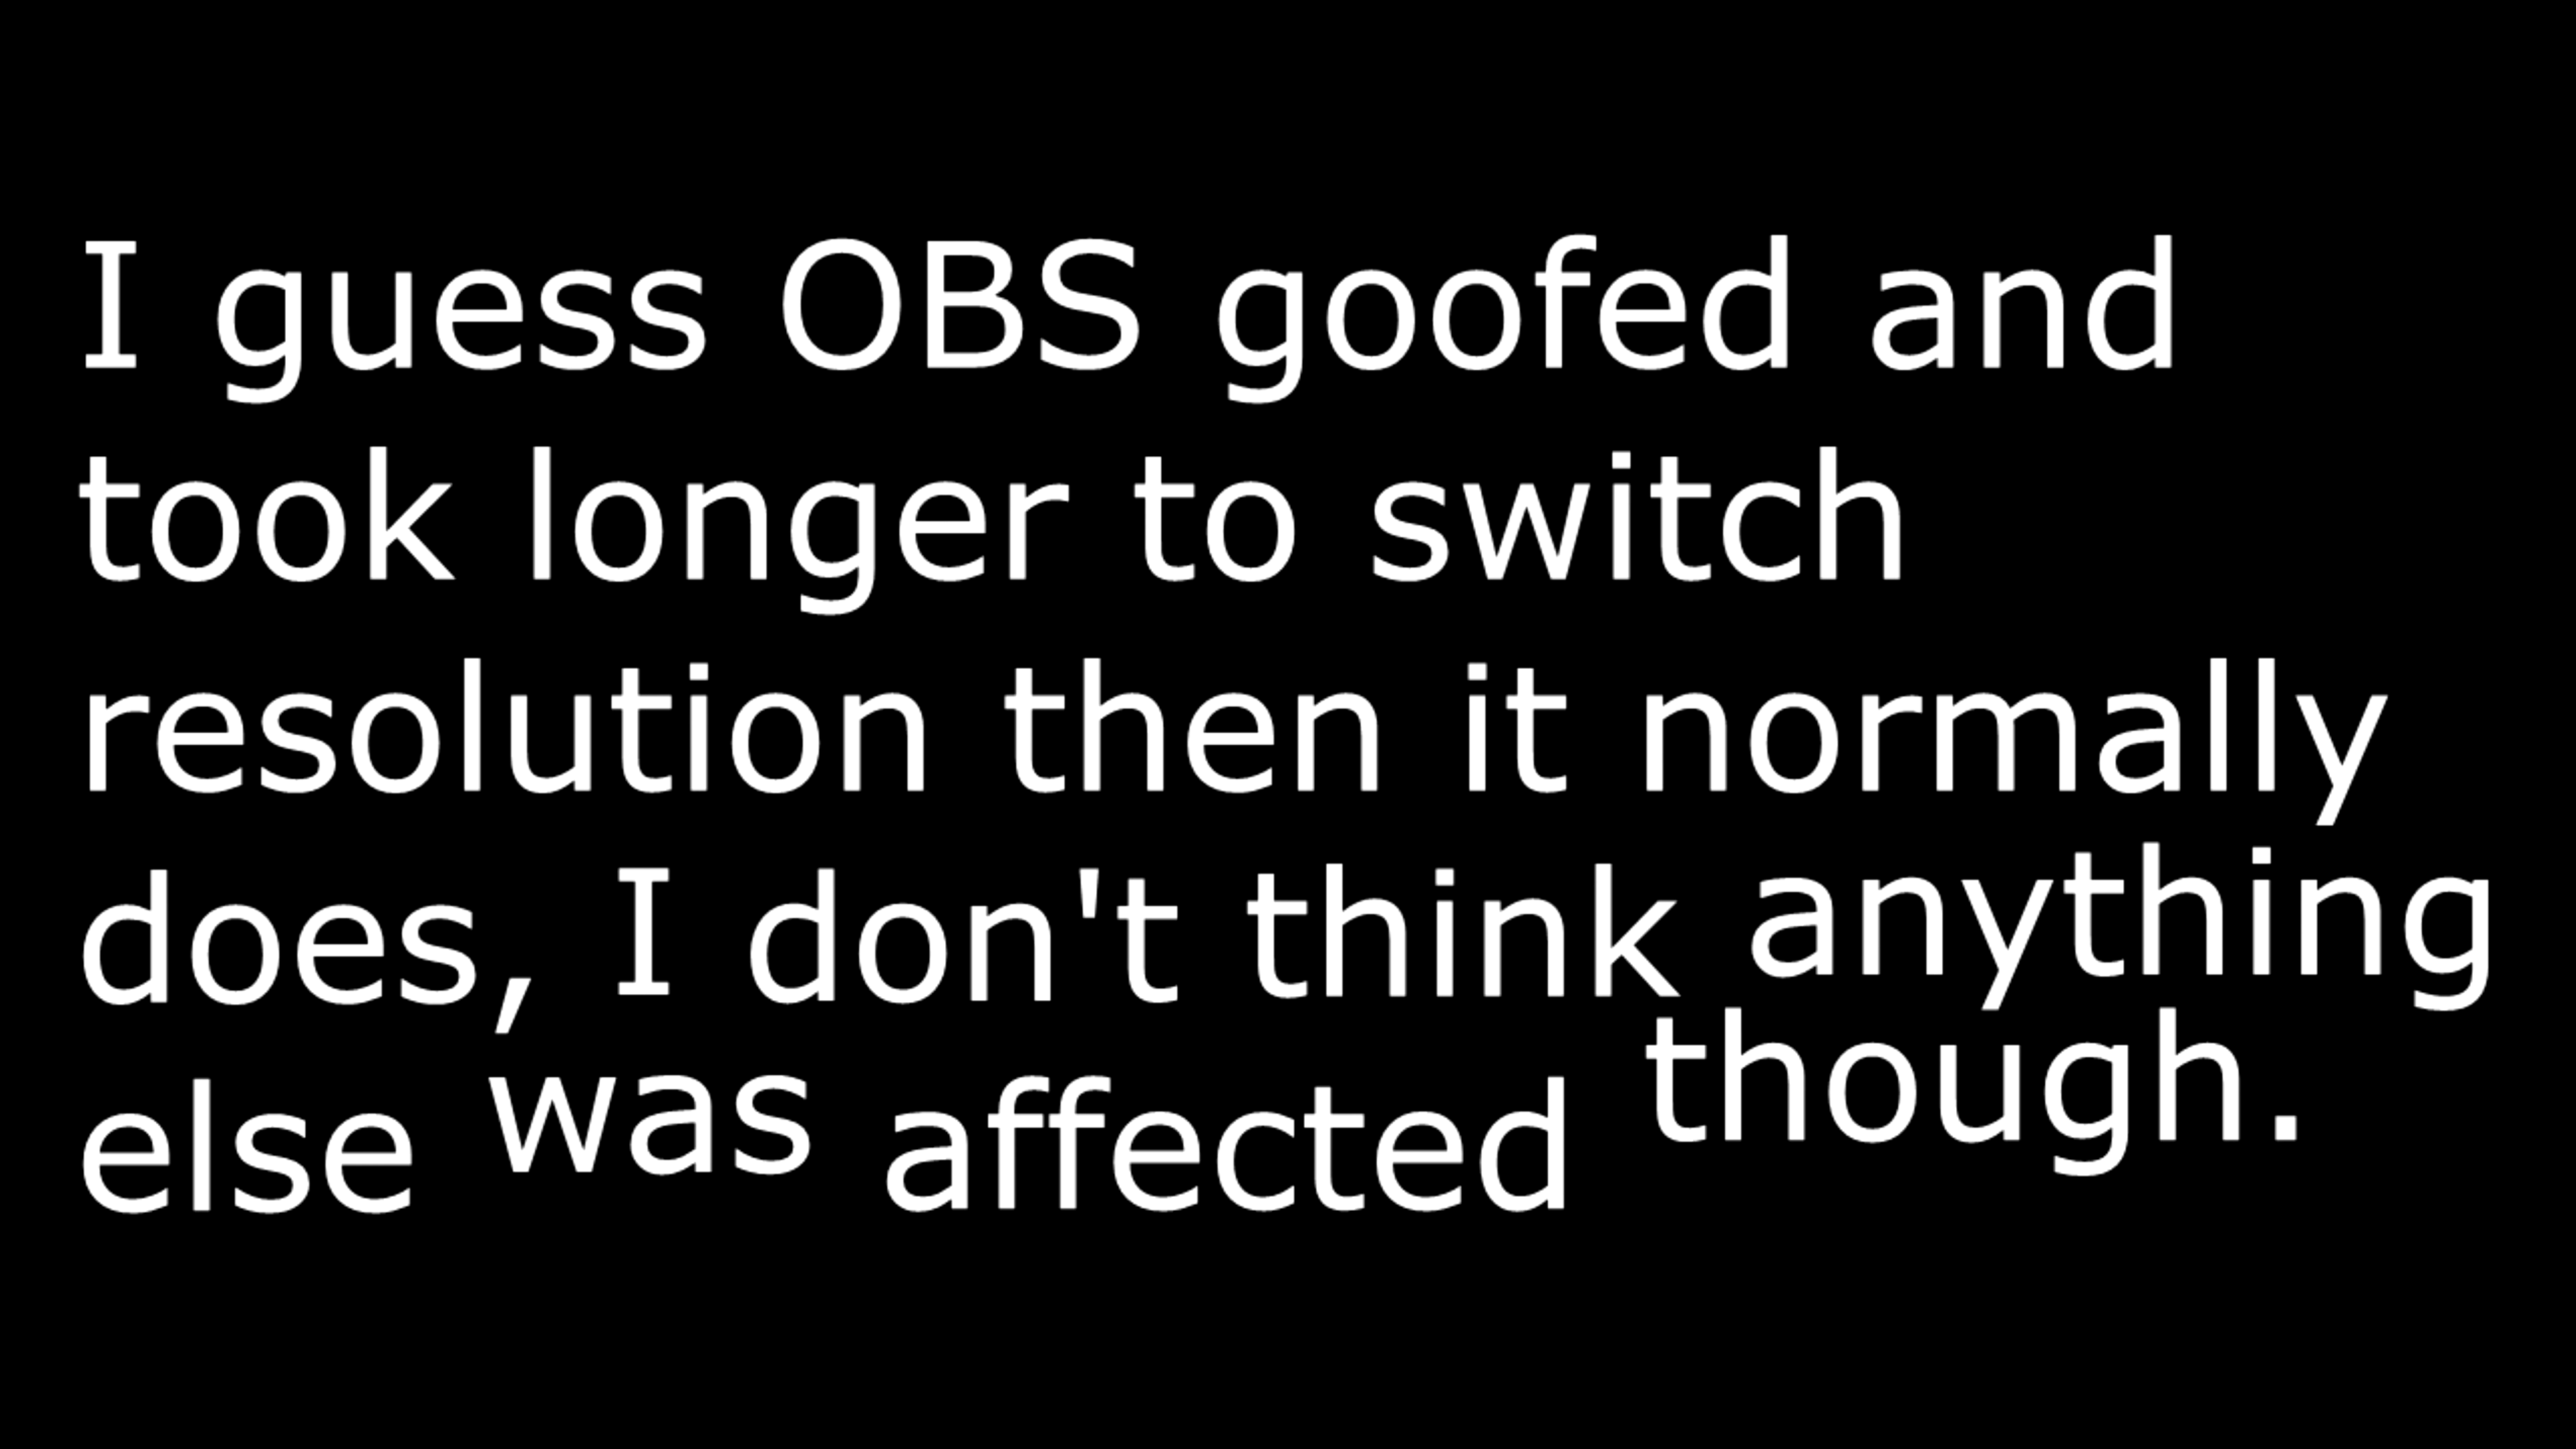 I guess OBS goofed and
took longer to switch
resolution then it normally
does, I don't think anything
else was affected though.